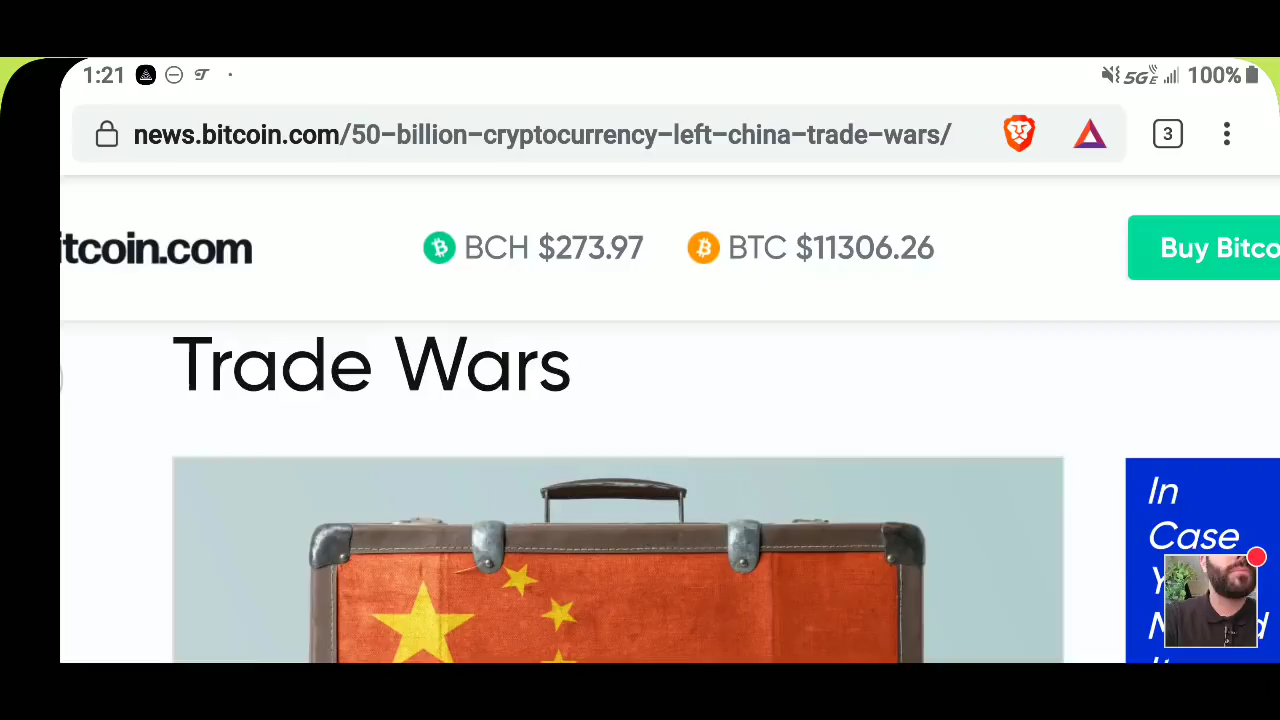 1:21 5GE 100%
news.bitcoin.com/50-billion-cryptocurrency-left-china-trade-wars/ 3
itcoin.com BCH $273.97 BTC $11306.26 Buy Bitco
Trade Wars
In
Case